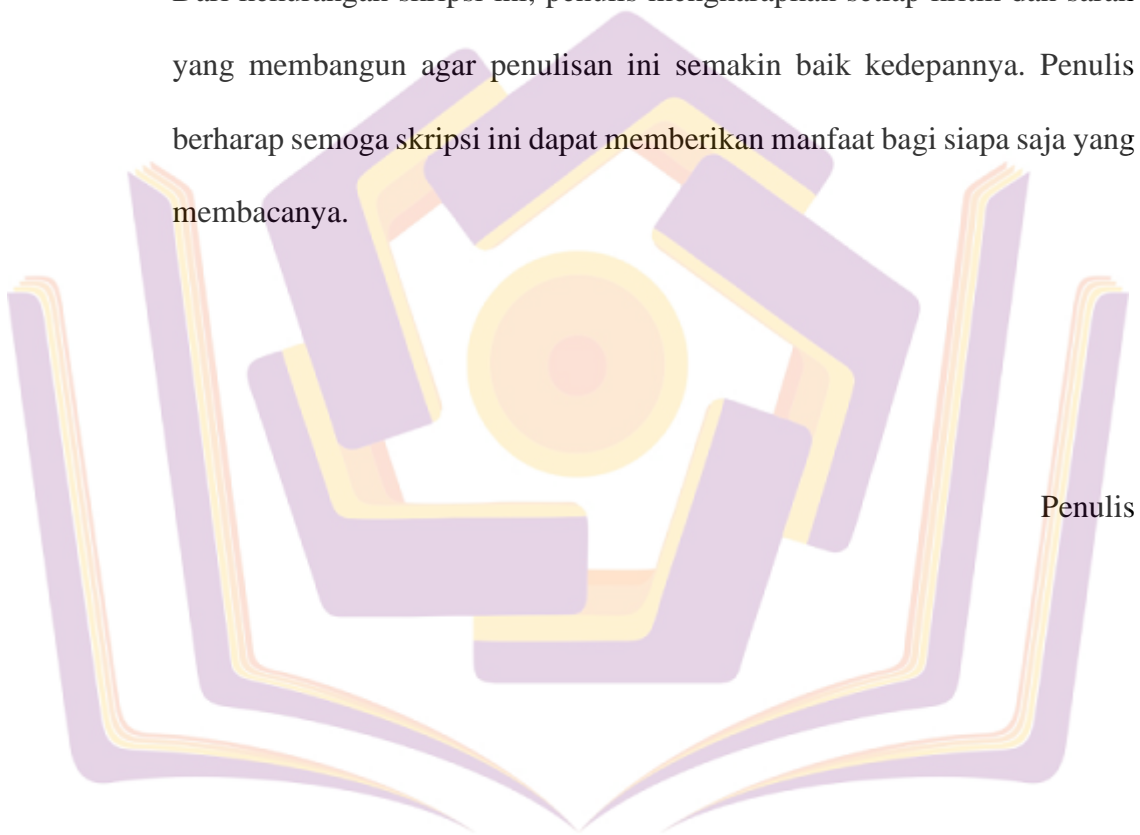 yang membangun agar penulisan ini semakin baik kedepannya. Penulis
berharap semoga skripsi ini dapat memberikan manfaat bagi siapa saja yang
membacanya.
Penulis